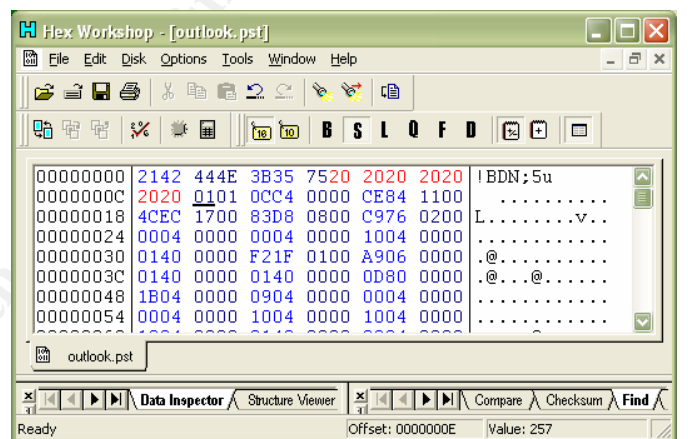 Hex Workshop - [outlook.pst]
File Edit Disk Options Tools Window Help
16 10 B S L Q F D
00000000 2142 444E 3B35 7520 2020 2020 !BDN;5u
0000000C 2020 0101 0CC4 0000 CE84 1100 ..........
00000018 4CEC 1700 83D8 0800 C976 0200 L........v..
00000024 0004 0000 0004 0000 1004 0000 ............
00000030 0140 0000 F21F 0100 A906 0000 .@..........
0000003C 0140 0000 0140 0000 0D80 0000 .@...@......
00000048 1B04 0000 0904 0000 0004 0000 ............
00000054 0004 0000 1004 0000 1004 0000 ............
outlook.pst
Data Inspector Structure Viewer Compare Checksum Find
Ready Offset: 0000000E Value: 257